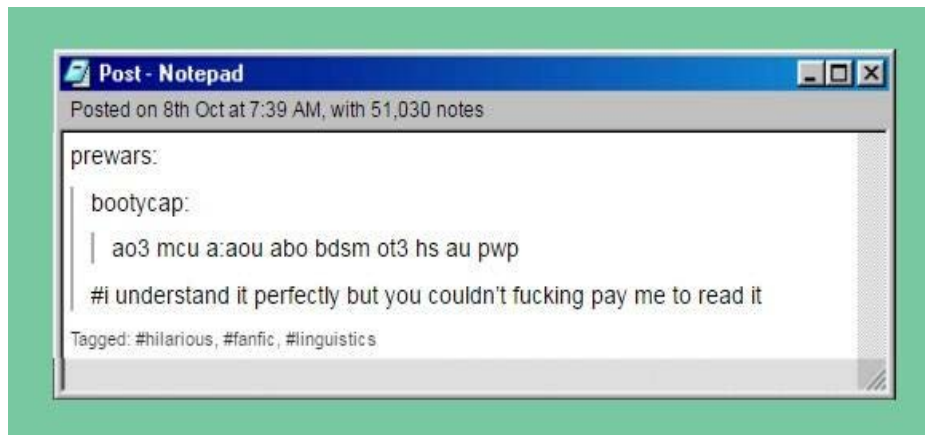 Post - Notepad
Posted on 8th Oct at 7:39 AM, with 51,030 notes
prewars:
bootycap:
ao3 mcu a:aou abo bdsm ot3 hs au pwp
#i understand it perfectly but you couldn't fucking pay me to read it
Tagged: #hilarious, #fanfic, #linguistics